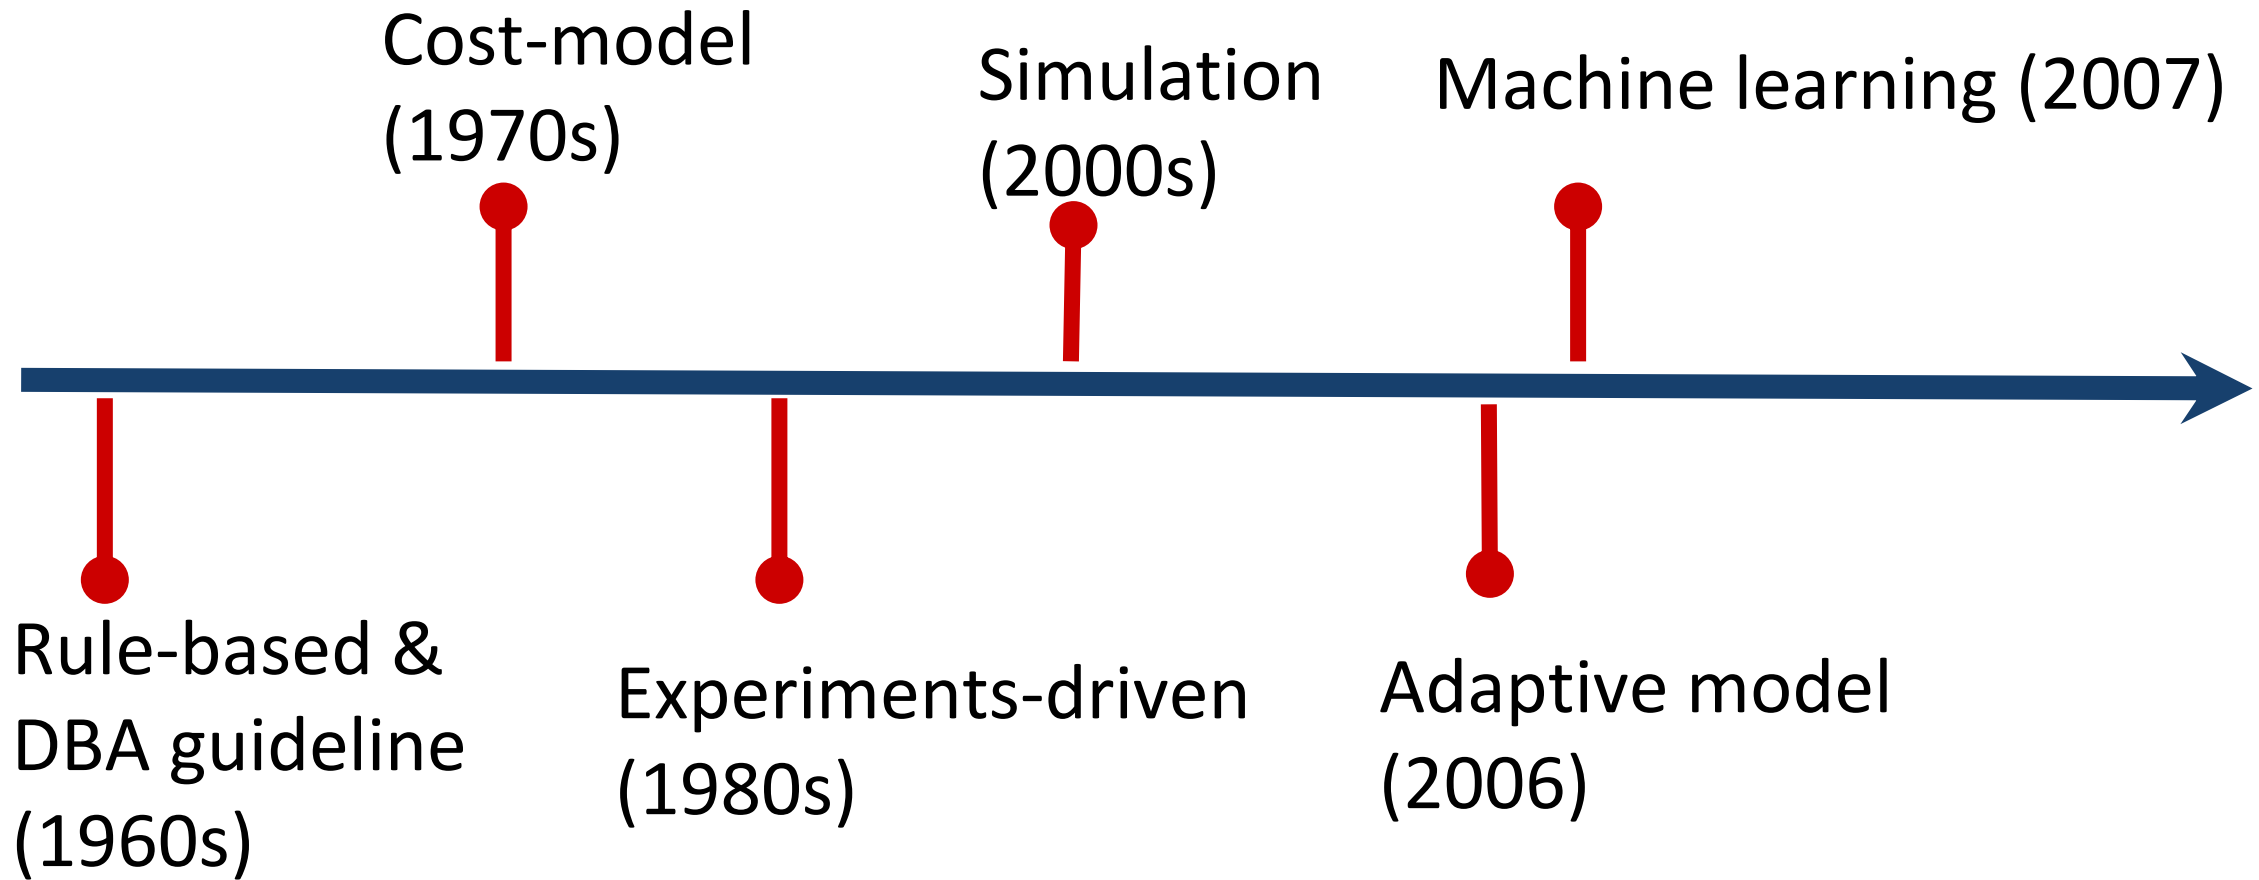 Cost-model
(1970s)
Simulation
(2000s)
Machine learning (2007)
Rule-based &
DBA guideline
(1960s)
Experiments-driven
(1980s)
Adaptive model
(2006)